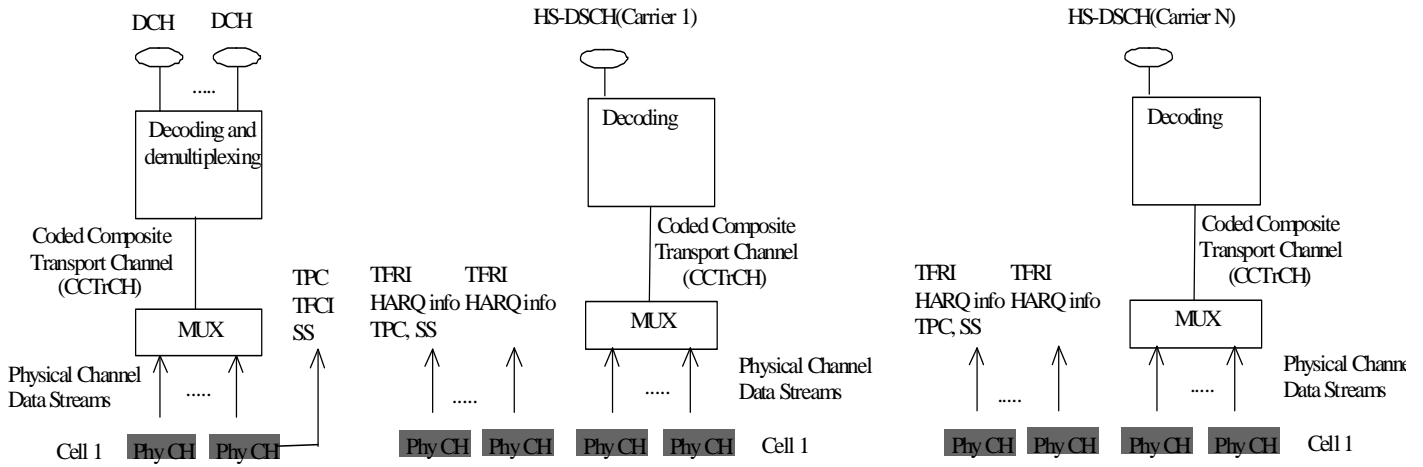 DCH DCH
.....
Decoding and
demultiplexing
Coded Composite
Transport Channel
(CCTrCH)
MUX
TPC
TFCI
SS
Physical Channel
Data Streams
.....
Cell 1 Phy CH Phy CH
HS-DSCH(Carrier 1)
Decoding
Coded Composite
Transport Channel
(CCTrCH)
TFRI TFRI
HARQ info HARQ info
TPC, SS
MUX
Physical Channel
Data Streams
..... .....
Phy CH Phy CH Phy CH Phy CH Cell 1
HS-DSCH(Carrier N)
Decoding
Coded Composite
Transport Channel
(CCTrCH)
TFRI TFRI
HARQ info HARQ info
TPC, SS
MUX
Physical Channel
Data Streams
..... .....
Phy CH Phy CH Phy CH Phy CH Cell 1